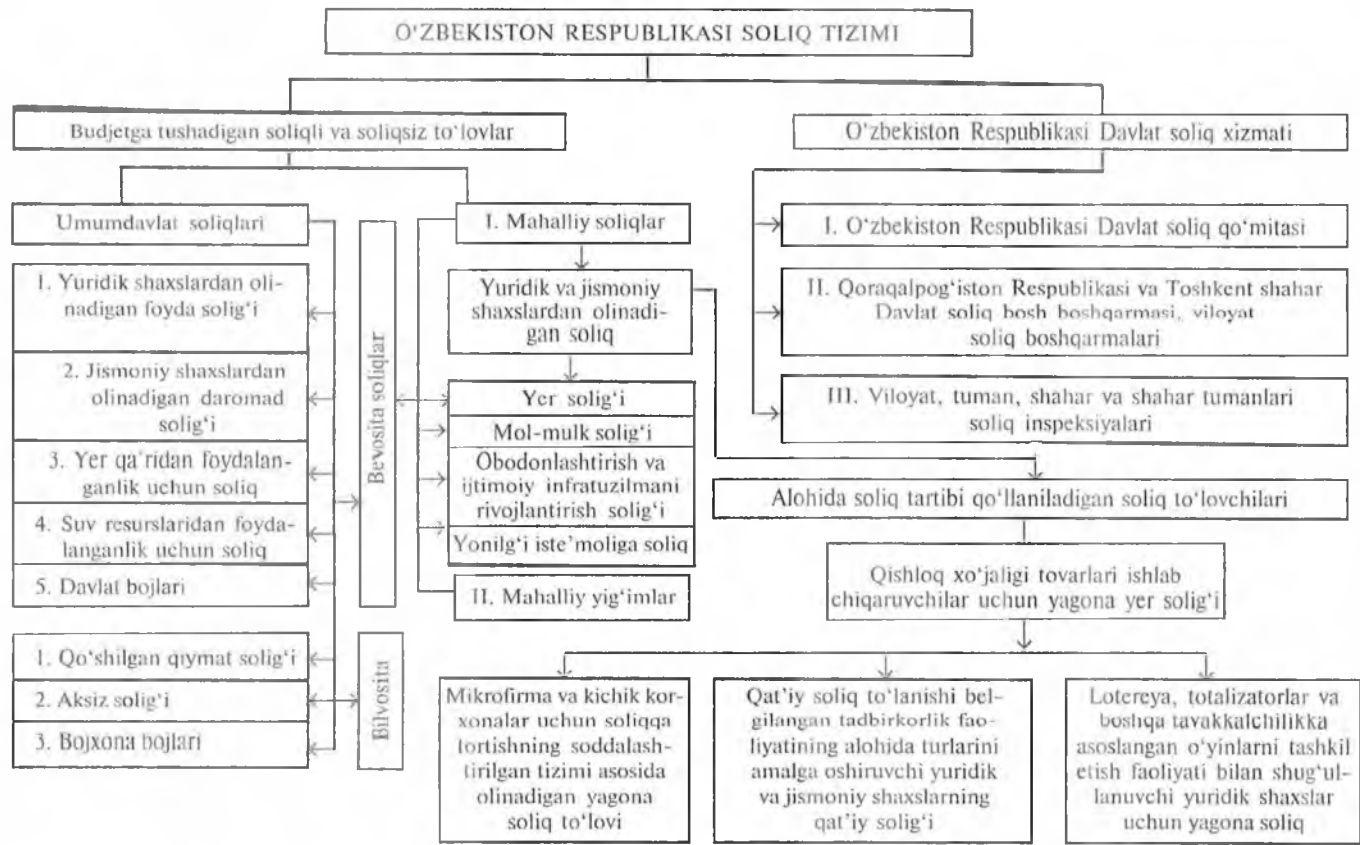 O‘ZBEKISTON RESPUBLIKASI SOLIQ TIZIMI
Budjetga tushadigan soliqli va soliqsiz to‘lovlar
O‘zbekiston Respublikasi Davlat soliq xizmati
Umumdavlat soliqlari
1. Yuridik shaxslardan oli-
nadigan foyda solig‘i
2. Jismoniy shaxslardan
olinadigan daromad
solig‘i
3. Yer qa’ridan foydalan-
ganlik uchun soliq
4. Suv resurslaridan foyda-
langanlik uchun soliq
5. Davlat bojlari
1. Qo‘shilgan qiymat solig‘i
2. Aksiz solig‘i
3. Bojxona bojlari
Bevosita soliqlar
Bilvosita
I. Mahalliy soliqlar
Yuridik va jismoniy
shaxslardan olinadi-
gan soliq
Yer solig‘i
Mol-mulk solig‘i
Obodonlashtirish va
ijtimoiy infratuzilmani
rivojlantirish solig‘i
Yonilg‘i iste’moliga soliq
II. Mahalliy yig‘imlar
I. O‘zbekiston Respublikasi Davlat soliq qo‘mitasi
II. Qoraqalpog‘iston Respublikasi va Toshkent shahar
Davlat soliq bosh boshqarmasi, viloyat
soliq boshqarmalari
III. Viloyat, tuman, shahar va shahar tumanlari
soliq inspeksiyalari
Alohida soliq tartibi qo‘llaniladigan soliq to‘lovchilari
Qishloq xo‘jaligi tovarlari ishlab
chiqaruvchilar uchun yagona yer solig‘i
Mikrofirma va kichik kor-
xonalar uchun soliqqa
tortishning soddalash-
tirilgan tizimi asosida
olinadigan yagona
soliq to‘lovi
Qat’iy soliq to‘lanishi bel-
gilangan tadbirkorlik fao-
liyatining alohida turlarini
amalga oshiruvchi yuridik
va jismoniy shaxslarning
qat’iy solig‘i
Lotereya, totalizatorlar va
boshqa tavakkalchilikka
asoslangan o‘yinlarni tashkil
etish faoliyati bilan shug‘ul-
lanuvchi yuridik shaxslar
uchun yagona soliq